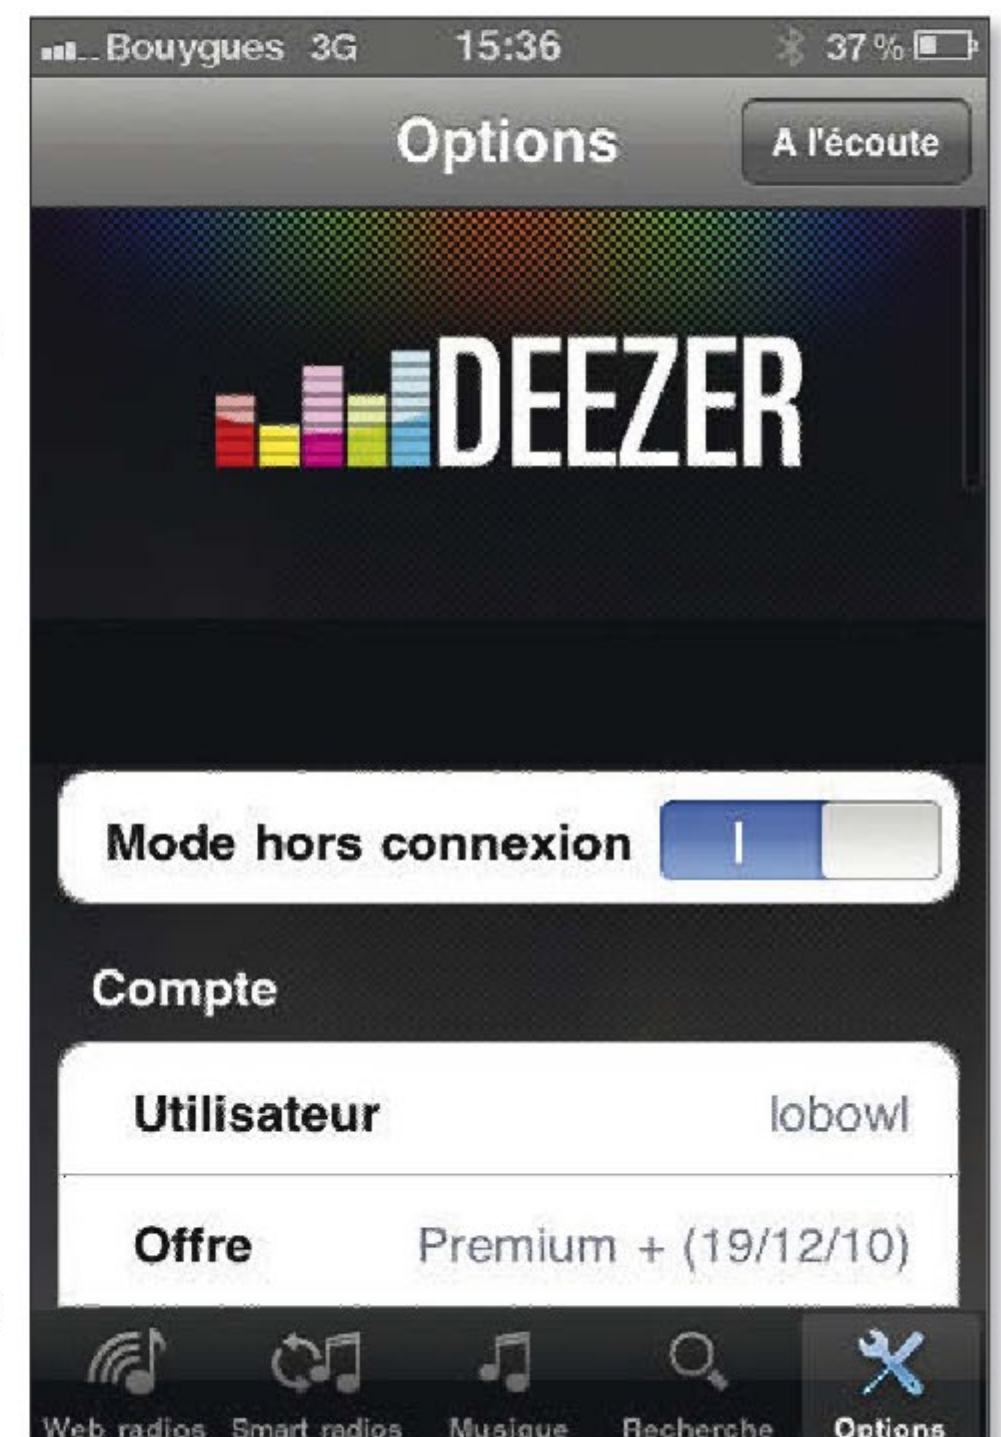 Bouygues 3G 15:36 37 %
Options A l'écoute
DEEZER
Mode hors connexion
Compte
Utilisateur lobowl
Offre Premium + (19/12/10)
Web radios Smart radios Musique Recherche Options